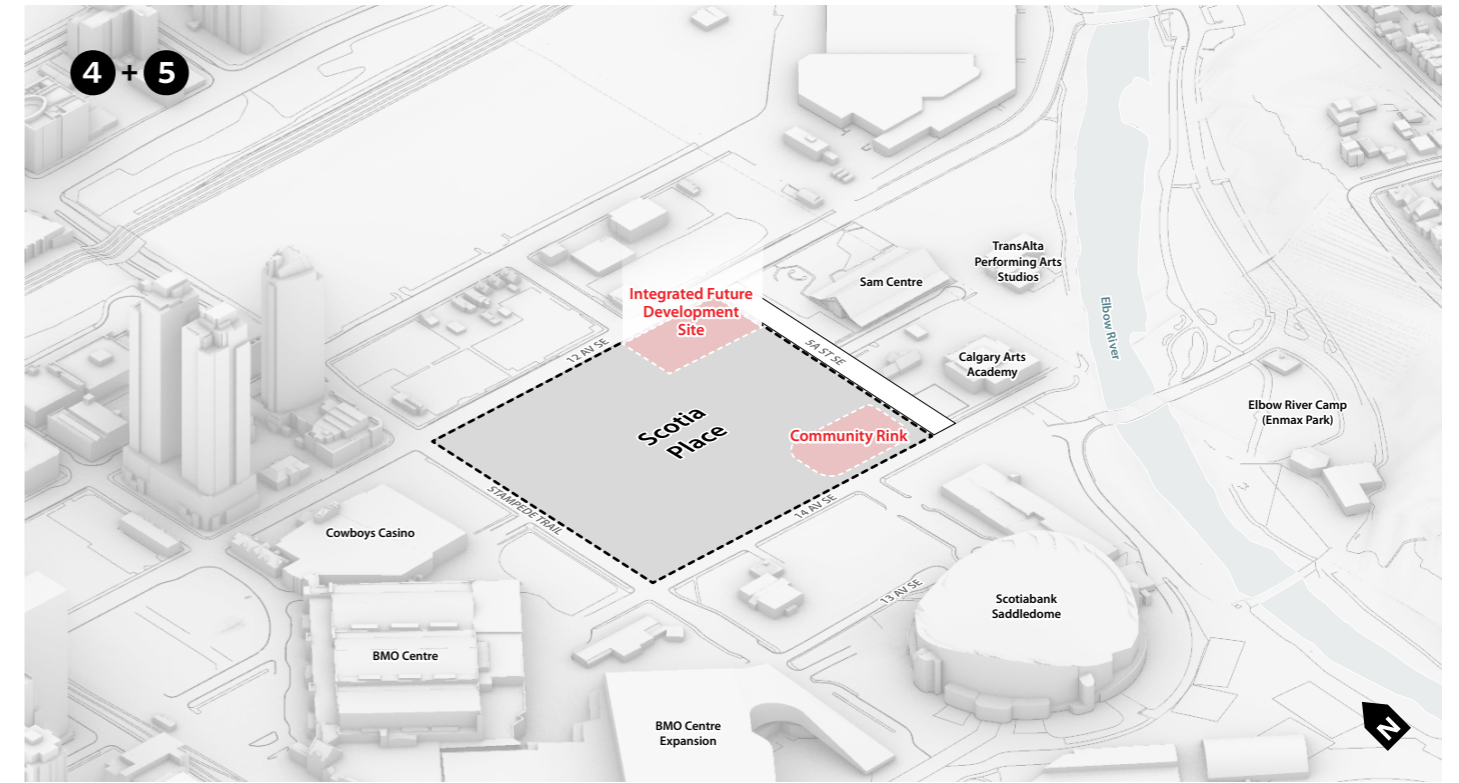 4 + 5
TransAlta
Performing Arts
Studios
Sam Centre
Integrated Future
Development
Site
Elbow River
12 AV SE
5A ST SE
Calgary Arts
Academy
Elbow River Camp
(Enmax Park)
Scotia
Place
Community Rink
STAMPEDE TRAIL
14 AV SE
Cowboys Casino
13 AV SE
Scotiabank
Saddledome
BMO Centre
BMO Centre
Expansion
N